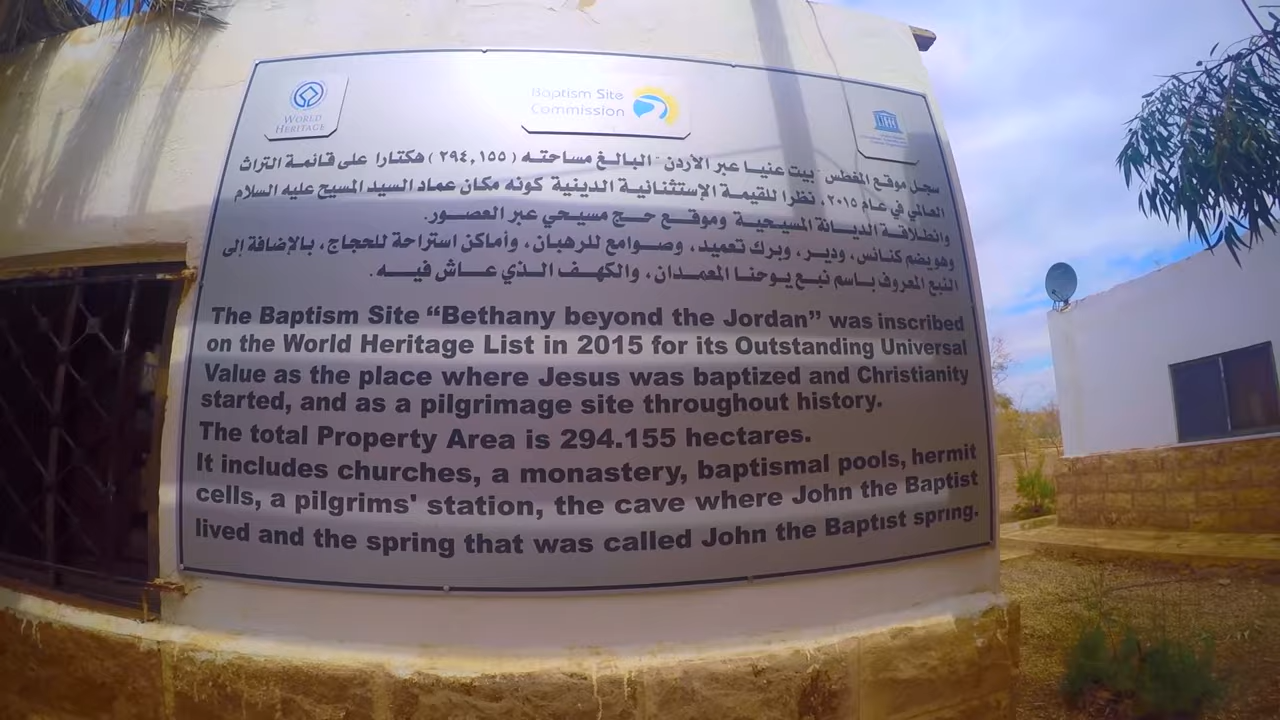 WORLD
HERITAGE
Baptism Site
Commission
سجل موقع المغطس "بيت عنيا عبر الأردن" البالغ مساحته (٢٩٤,١٥٥) هكتارا على قائمة التراث
العالمي في عام ٢٠١٥، نظرا للقيمة الإستثنائية الدينية كونه مكان عماد السيد المسيح عليه السلام
وانطلاقة الديانة المسيحية وموقع حج مسيحي عبر العصور.
وهو يضم كنائس، ودير، وبرك تعميد، وصوامع للرهبان، وأماكن استراحة للحجاج، بالإضافة إلى
النبع المعروف باسم نبع يوحنا المعمدان، والكهف الذي عاش فيه.
The Baptism Site “Bethany beyond the Jordan” was inscribed
on the World Heritage List in 2015 for its Outstanding Universal
Value as the place where Jesus was baptized and Christianity
started, and as a pilgrimage site throughout history.
The total Property Area is 294.155 hectares.
It includes churches, a monastery, baptismal pools, hermit
cells, a pilgrims' station, the cave where John the Baptist
lived and the spring that was called John the Baptist spring.